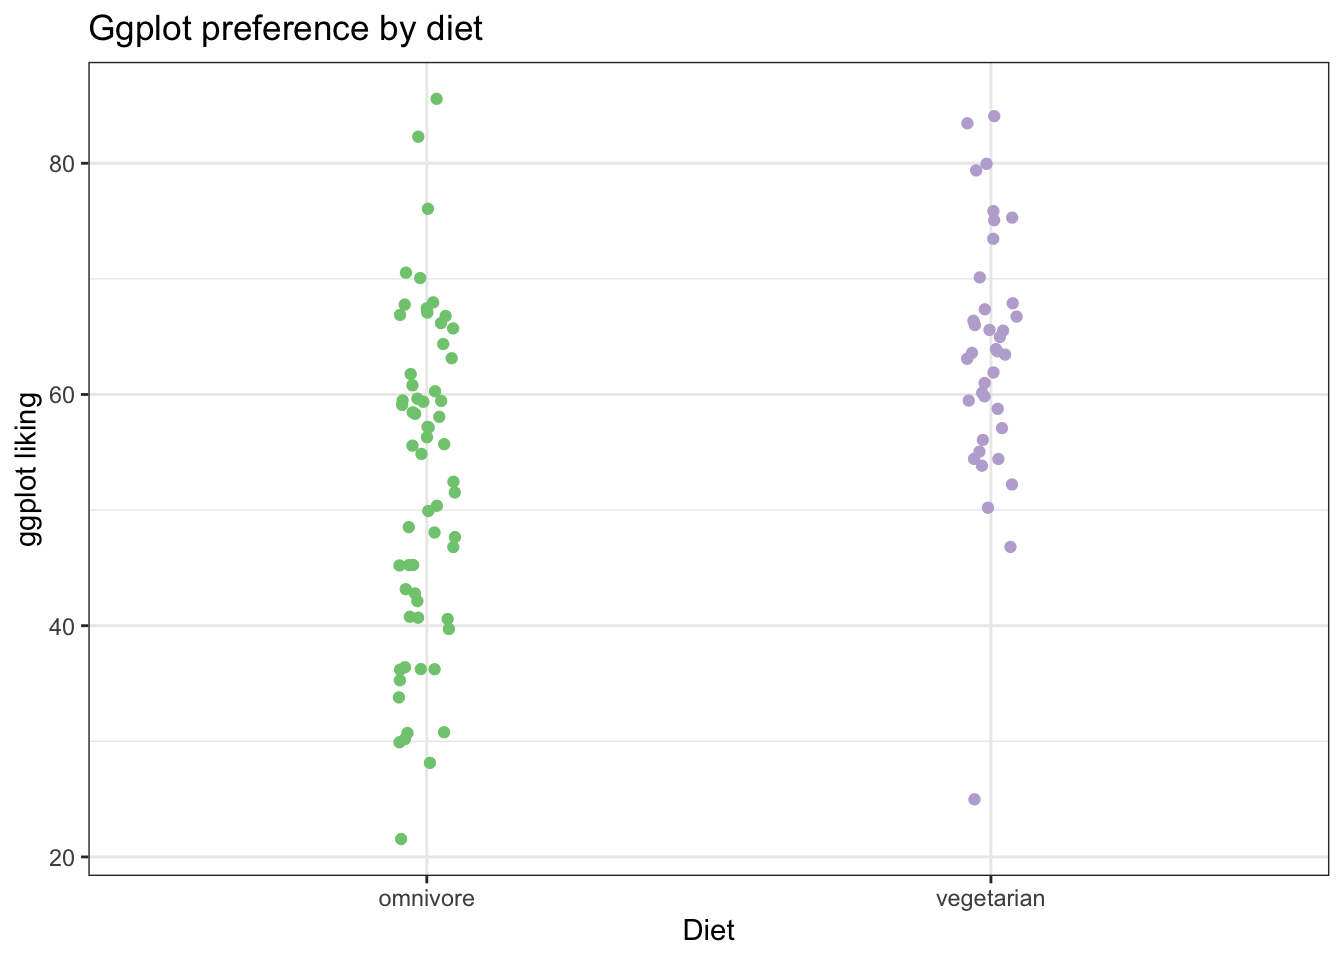 Ggplot preference by diet
80
60
40
20
ggplot liking
omnivore
vegetarian
Diet